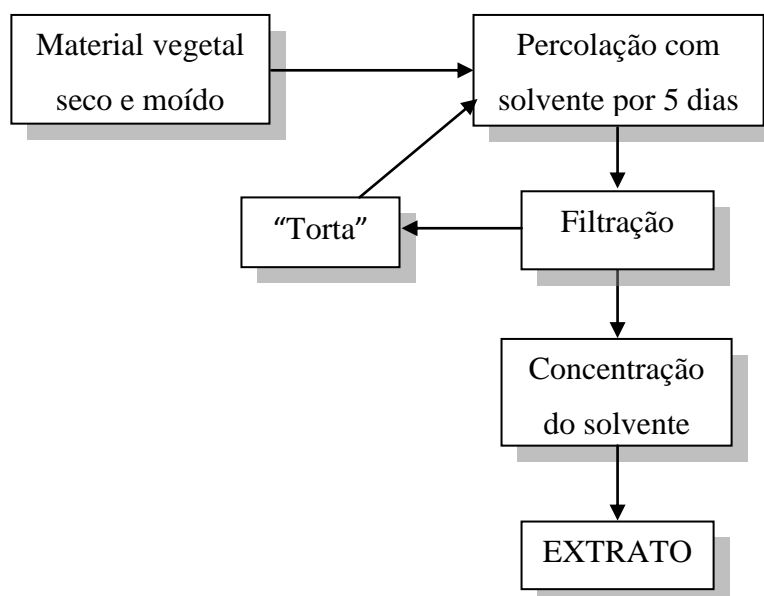 Material vegetal
seco e moído
Percolação com
solvente por 5 dias
“Torta”
Filtração
Concentração
do solvente
EXTRATO